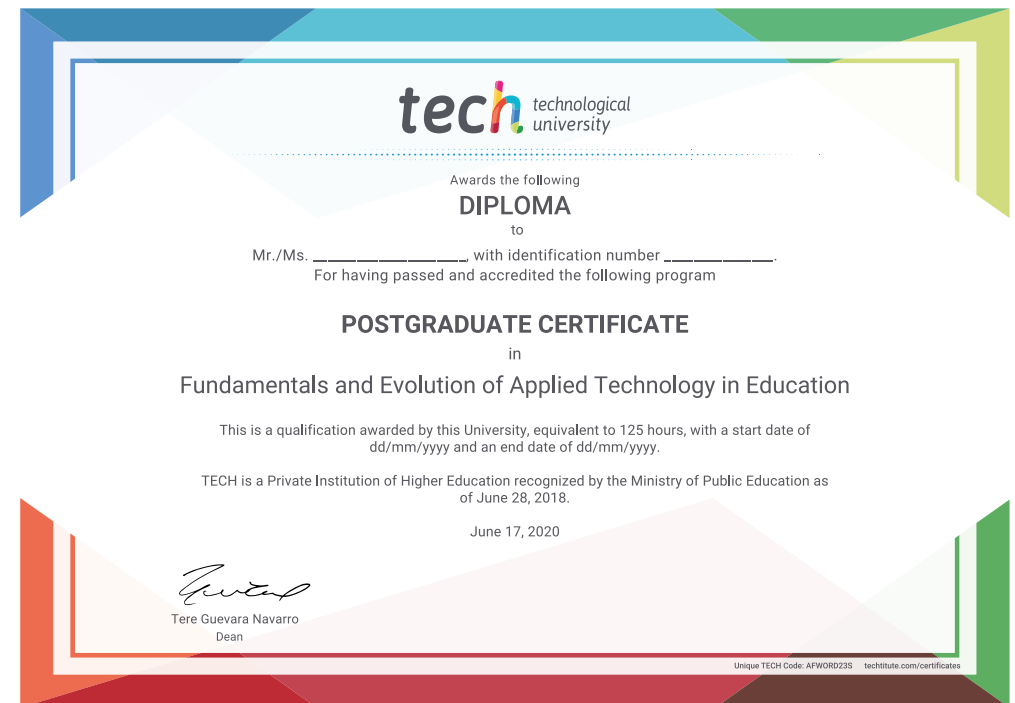 tech technological
university
Awards the following
DIPLOMA
to
Mr./Ms. ____________________, with identification number ______________.
For having passed and accredited the following program
POSTGRADUATE CERTIFICATE
in
Fundamentals and Evolution of Applied Technology in Education
This is a qualification awarded by this University, equivalent to 125 hours, with a start date of
dd/mm/yyyy and an end date of dd/mm/yyyy.
TECH is a Private Institution of Higher Education recognized by the Ministry of Public Education as
of June 28, 2018.
June 17, 2020
Tere Guevara Navarro
Dean
Unique TECH Code: AFWORD23S techtitute.com/certificates